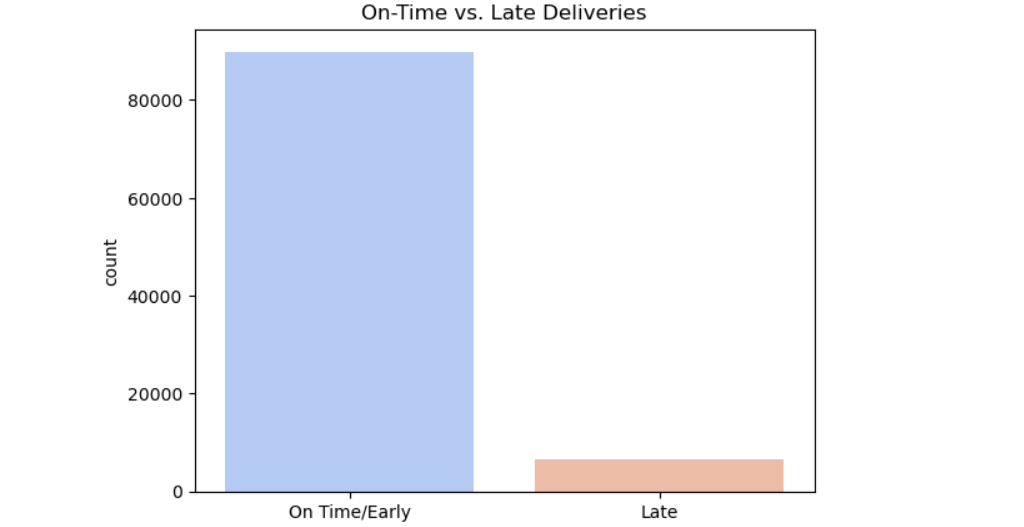 On-Time vs. Late Deliveries
count
80000
60000
40000
20000
0
On Time/Early
Late